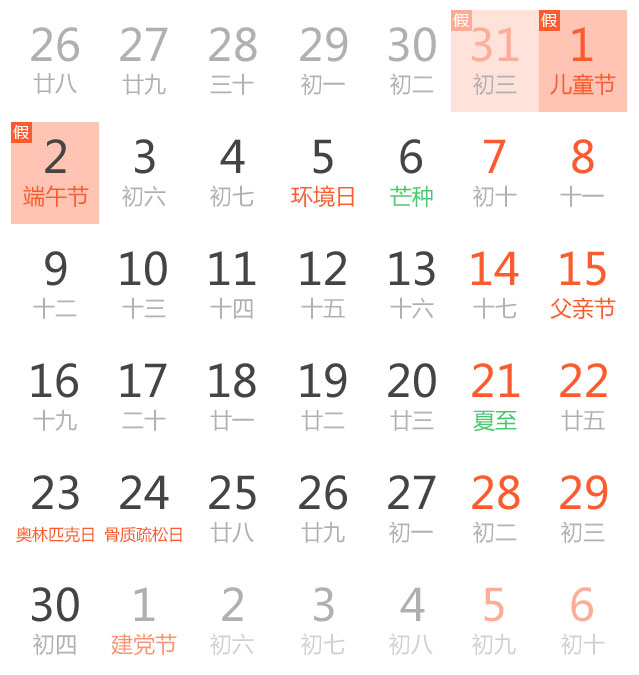 假 假
26 27 28 29 30 31 1
廿八 廿九 三十 初一 初二 初三 儿童节
假
2 3 4 5 6 7 8
端午节 初六 初七 环境日 芒种 初十 十一
9 10 11 12 13 14 15
十二 十三 十四 十五 十六 十七 父亲节
16 17 18 19 20 21 22
十九 二十 廿一 廿二 廿三 夏至 廿五
23 24 25 26 27 28 29
奥林匹克日 骨质疏松日 廿八 廿九 初一 初二 初三
30 1 2 3 4 5 6
初四 建党节 初六 初七 初八 初九 初十